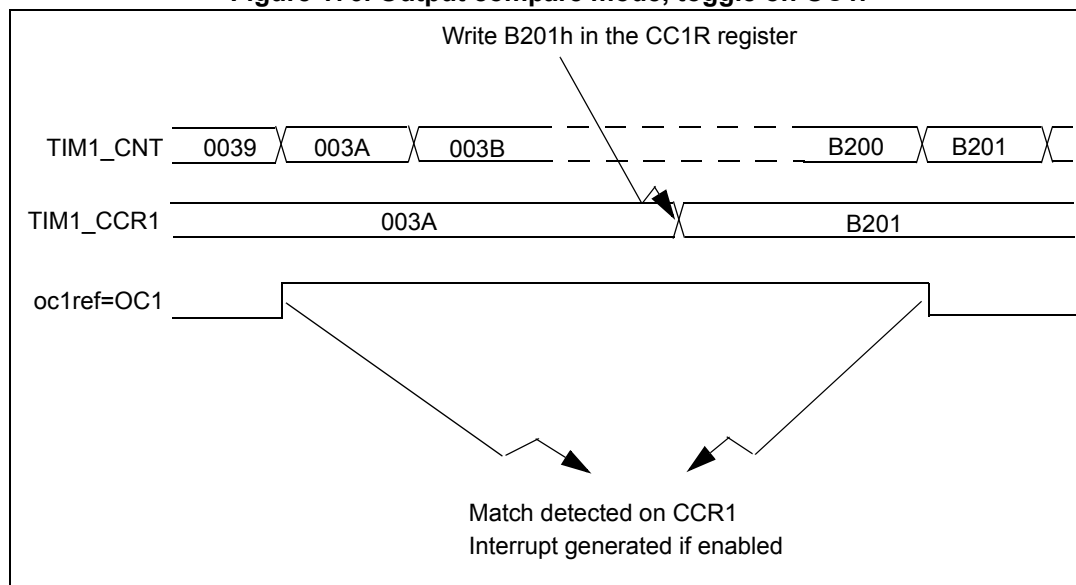 Figure 176. Output compare mode, toggle on OC1.
Write B201h in the CC1R register
TIM1_CNT 0039 003A 003B B200 B201
TIM1_CCR1 003A B201
oc1ref=OC1
Match detected on CCR1
Interrupt generated if enabled